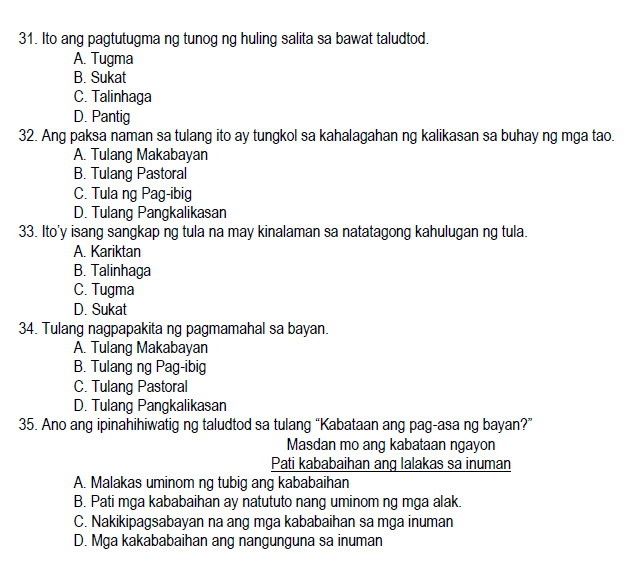 31. Ito ang pagtutugma ng tunog ng huling salita sa bawat taludtod.
A. Tugma
B. Sukat
C. Talinhaga
D. Pantig
32. Ang paksa naman sa tulang ito ay tungkol sa kahalagahan ng kalikasan sa buhay ng mga tao.
A. Tulang Makabayan
B. Tulang Pastoral
C. Tula ng Pag-ibig
D. Tulang Pangkalikasan
33. Ito'y isang sangkap ng tula na may kinalaman sa natatagong kahulugan ng tula.
A. Kariktan
B. Talinhaga
C. Tugma
D. Sukat
34. Tulang nagpapakita ng pagmamahal sa bayan.
A. Tulang Makabayan
B. Tulang ng Pag-ibig
C. Tulang Pastoral
D. Tulang Pangkalikasan
35. Ano ang ipinahihiwatig ng taludtod sa tulang “Kabataan ang pag-asa ng bayan?”
Masdan mo ang kabataan ngayon
Pati kababaihan ang lalakas sa inuman
A. Malakas uminom ng tubig ang kababaihan
B. Pati mga kababaihan ay natututo nang uminom ng mga alak.
C. Nakikipagsabayan na ang mga kababaihan sa mga inuman
D. Mga kakababaihan ang nangunguna sa inuman